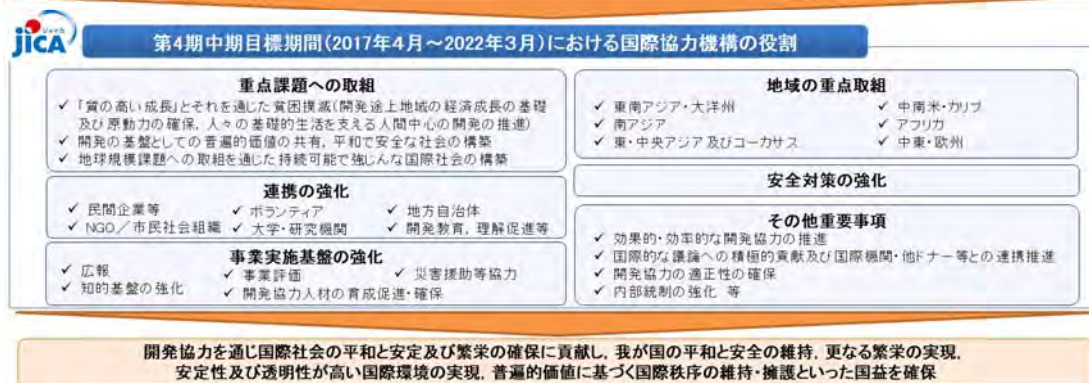 ジャイカ
JICA
第4期中期目標期間(2017年4月~2022年3月)における国際協力機構の役割
重点課題への取組
✓ 「質の高い成長」とそれを通じた貧困撲滅(開発途上地域の経済成長の基礎
及び原動力の確保, 人々の基礎的生活を支える人間中心の開発の推進)
✓ 開発の基盤としての普遍的価値の共有, 平和で安全な社会の構築
✓ 地球規模課題への取組を通じた持続可能で強じんな国際社会の構築
連携の強化
✓ 民間企業等 ✓ ボランティア ✓ 地方自治体
✓ NGO/市民社会組織 ✓ 大学・研究機関 ✓ 開発教育, 理解促進等
事業実施基盤の強化
✓ 広報 ✓ 事業評価 ✓ 災害援助等協力
✓ 知的基盤の強化 ✓ 開発協力人材の育成促進・確保
地域の重点取組
✓ 東南アジア・大洋州 ✓ 中南米・カリブ
✓ 南アジア ✓ アフリカ
✓ 東・中央アジア及びコーカサス ✓ 中東・欧州
安全対策の強化
その他重要事項
✓ 効果的・効率的な開発協力の推進
✓ 国際的な議論への積極的貢献及び国際機関・他ドナー等との連携推進
✓ 開発協力の適正性の確保
✓ 内部統制の強化 等
開発協力を通じ国際社会の平和と安定及び繁栄の確保に貢献し, 我が国の平和と安全の維持, 更なる繁栄の実現,
安定性及び透明性が高い国際環境の実現, 普遍的価値に基づく国際秩序の維持・擁護といった国益を確保